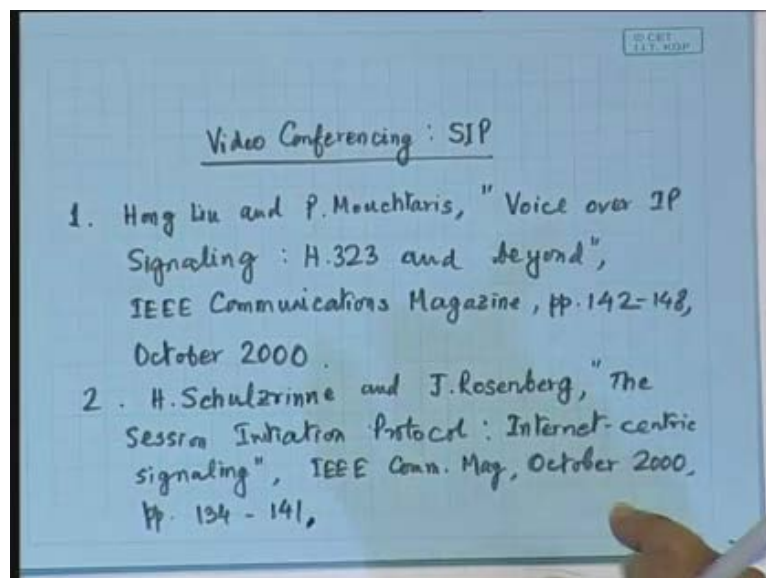 © CET
I.I.T. KGP
Video Conferencing : SIP
1. Hong Liu and P. Mouchtaris, " Voice over IP
Signaling : H.323 and beyond",
IEEE Communications Magazine, pp. 142-148,
October 2000.
2. H. Schulzrinne and J. Rosenberg, "The
Session Initiation Protocol : Internet-centric
signaling", IEEE Comm. Mag, October 2000,
pp. 134 - 141,